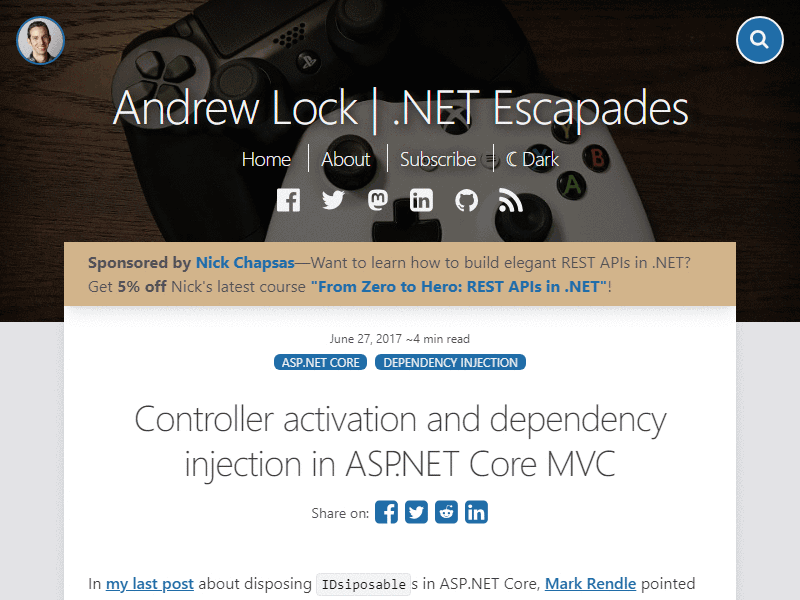 Andrew Lock | .NET Escapades
Home
About
Subscribe
☾ Dark
Y
B
A
Sponsored by Nick Chapsas—Want to learn how to build elegant REST APIs in .NET?
Get 5% off Nick's latest course "From Zero to Hero: REST APIs in .NET"!
June 27, 2017 ~4 min read
ASP.NET CORE
DEPENDENCY INJECTION
Controller activation and dependency
injection in ASP.NET Core MVC
Share on:
In my last post about disposing IDsiposables in ASP.NET Core, Mark Rendle pointed